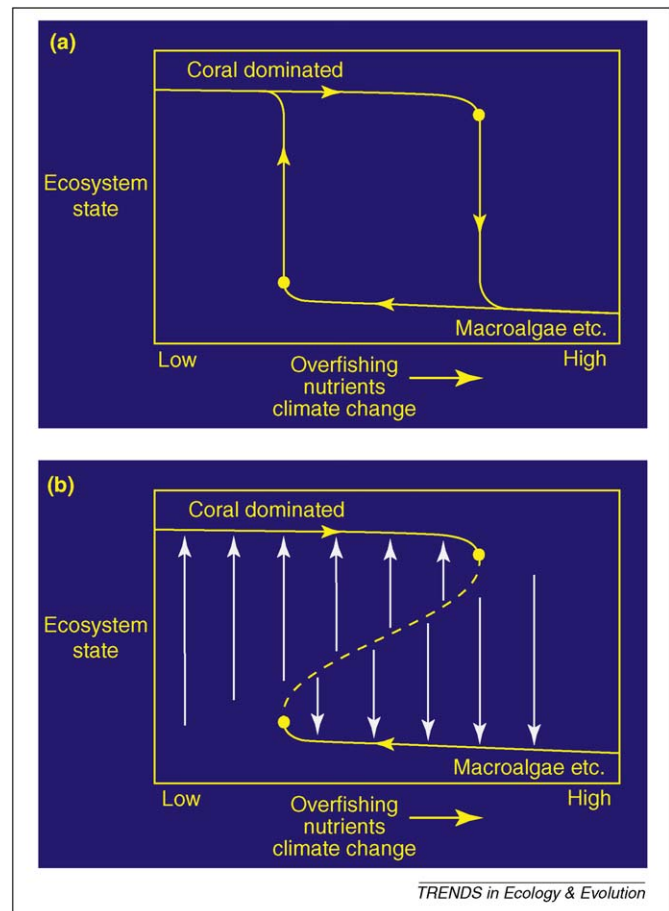 (a)
Coral dominated
Ecosystem
state
Macroalgae etc.
Low
High
Overfishing
nutrients
climate change
(b)
Coral dominated
Ecosystem
state
Macroalgae etc.
Low
High
Overfishing
nutrients
climate change
TRENDS in Ecology & Evolution